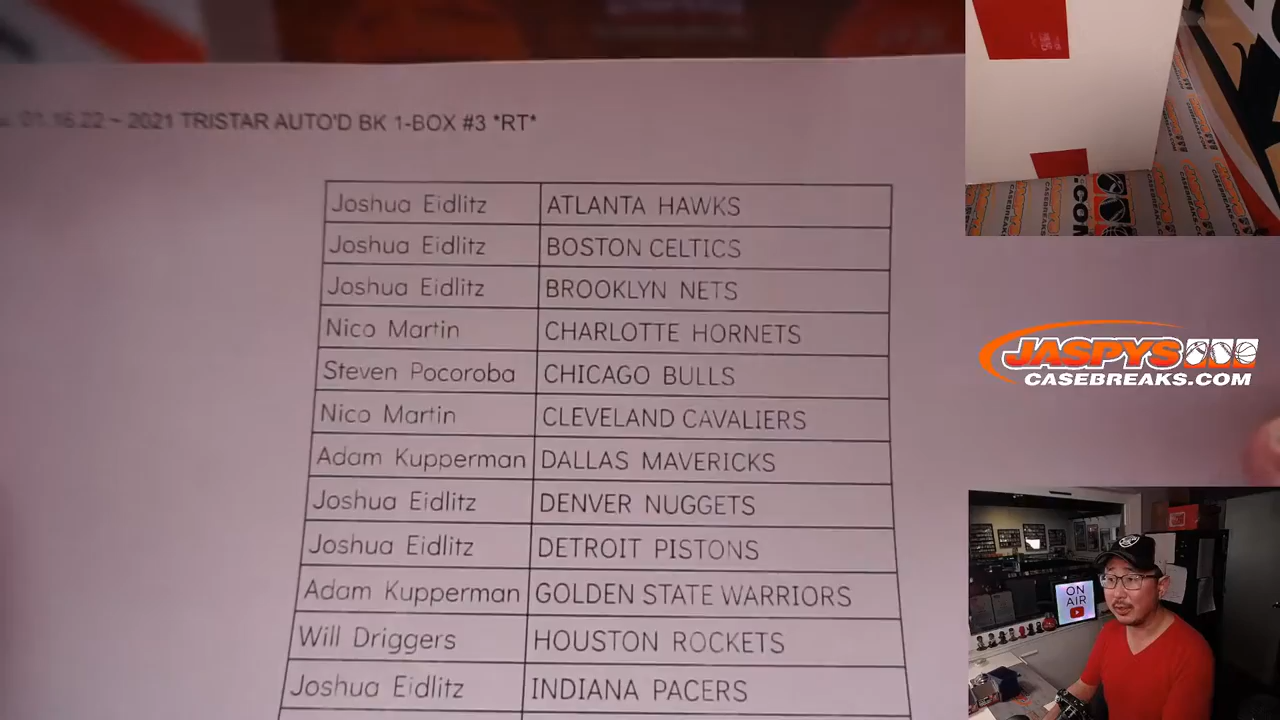 01.16.22 ~ 2021 TRISTAR AUTO'D BK 1-BOX #3 *RT*
Joshua Eidlitz ATLANTA HAWKS
Joshua Eidlitz BOSTON CELTICS
Joshua Eidlitz BROOKLYN NETS
Nico Martin CHARLOTTE HORNETS
Steven Pocoroba CHICAGO BULLS
Nico Martin CLEVELAND CAVALIERS
Adam Kupperman DALLAS MAVERICKS
Joshua Eidlitz DENVER NUGGETS
Joshua Eidlitz DETROIT PISTONS
Adam Kupperman GOLDEN STATE WARRIORS
Will Driggers HOUSTON ROCKETS
Joshua Eidlitz INDIANA PACERS
.COM
JASPYS
CASEBREAKS.COM
ON
AIR